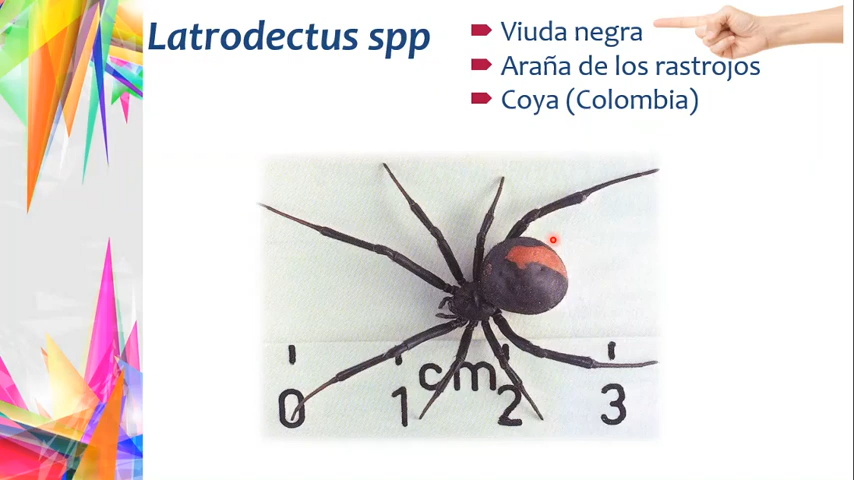 Latrodectus spp
Viuda negra
Araña de los rastrojos
Coya (Colombia)
cm
0 1 2 3